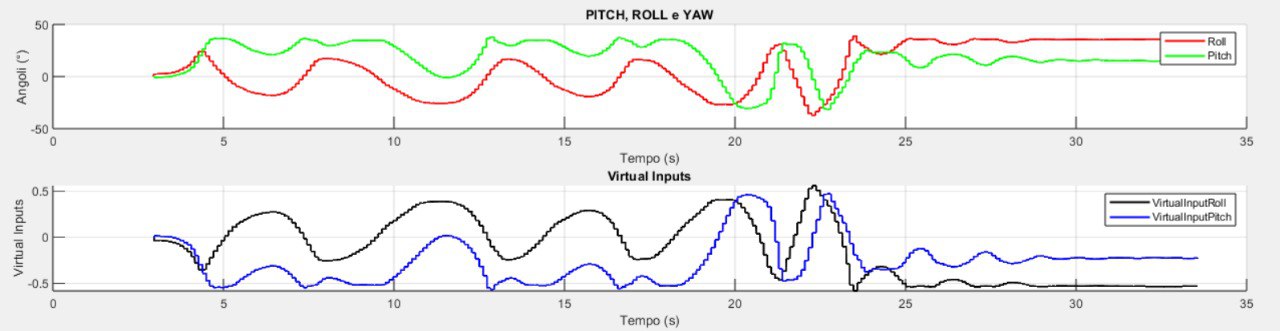 PITCH, ROLL e YAW
Angoli (°)
50
0
-50
Roll
Pitch
0 5 10 15 20 25 30 35
Tempo (s)
Virtual Inputs
Virtual Inputs
0.5
0
-0.5
VirtualInputRoll
VirtualInputPitch
0 5 10 15 20 25 30 35
Tempo (s)